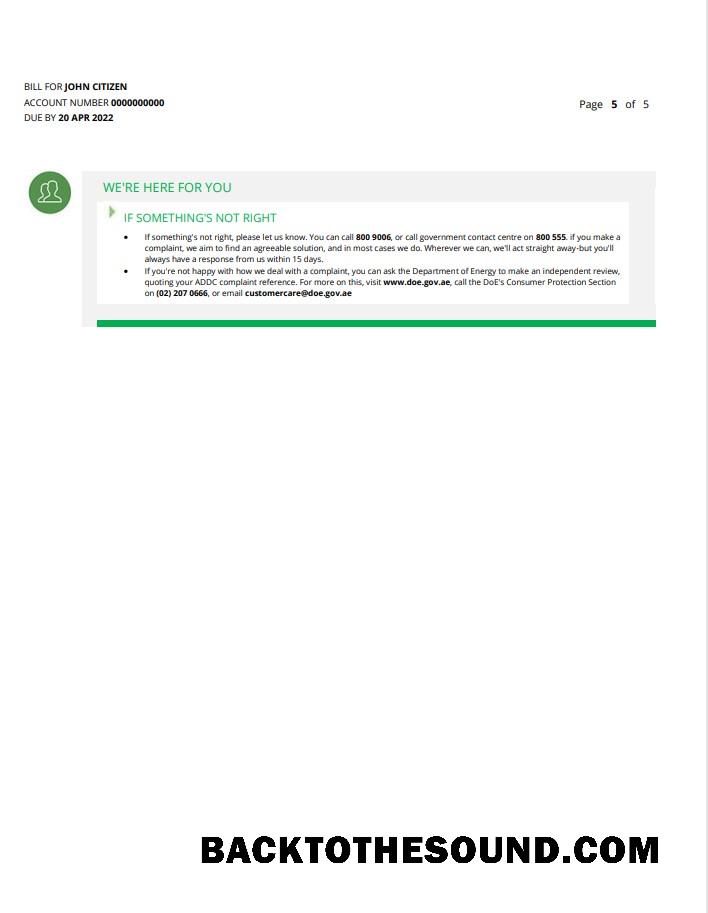 BILL FOR JOHN CITIZEN
ACCOUNT NUMBER 0000000000
DUE BY 20 APR 2022
Page 5 of 5
WE'RE HERE FOR YOU
IF SOMETHING'S NOT RIGHT
• If something's not right, please let us know. You can call 800 9006, or call government contact centre on 800 555. if you make a
complaint, we aim to find an agreeable solution, and in most cases we do. Wherever we can, we'll act straight away-but you'll
always have a response from us within 15 days.
• If you're not happy with how we deal with a complaint, you can ask the Department of Energy to make an independent review,
quoting your ADDC complaint reference. For more on this, visit www.doe.gov.ae, call the DoE's Consumer Protection Section
on (02) 207 0666, or email customercare@doe.gov.ae
BACKTOTHESOUND.COM